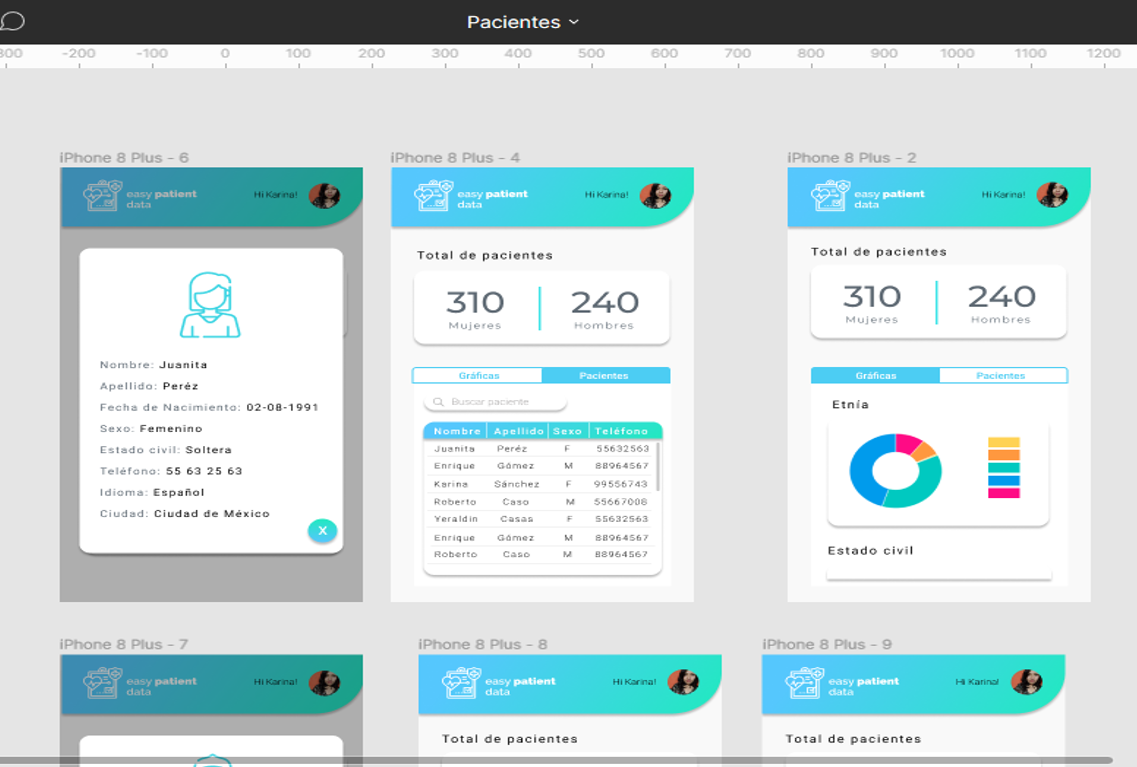 Pacientes
300 -200 -100 0 100 200 300 400 500 600 700 800 900 1000 1100 1200
iPhone 8 Plus - 6
easy patient
data
Hi Karina!
Nombre: Juanita
Apellido: Peréz
Fecha de Nacimiento: 02-08-1991
Sexo: Femenino
Estado civil: Soltera
Teléfono: 55 63 25 63
Idioma: Español
Ciudad: Ciudad de México
X
iPhone 8 Plus - 4
easy patient
data
Hi Karina!
Total de pacientes
310 240
Mujeres Hombres
Gráficas Pacientes
Buscar paciente
Nombre Apellido Sexo Teléfono
Juanita Peréz F 55632563
Enrique Gómez M 88964567
Karina Sánchez F 99556743
Roberto Caso M 55667008
Yeraldin Casas F 55632563
Enrique Gómez M 88964567
Roberto Caso M 88964567
iPhone 8 Plus - 2
easy patient
data
Hi Karina!
Total de pacientes
310 240
Mujeres Hombres
Gráficas Pacientes
Etnía
Estado civil
iPhone 8 Plus - 7
easy patient
data
Hi Karina!
iPhone 8 Plus - 8
easy patient
data
Hi Karina!
Total de pacientes
iPhone 8 Plus - 9
easy patient
data
Hi Karina!
Total de pacientes